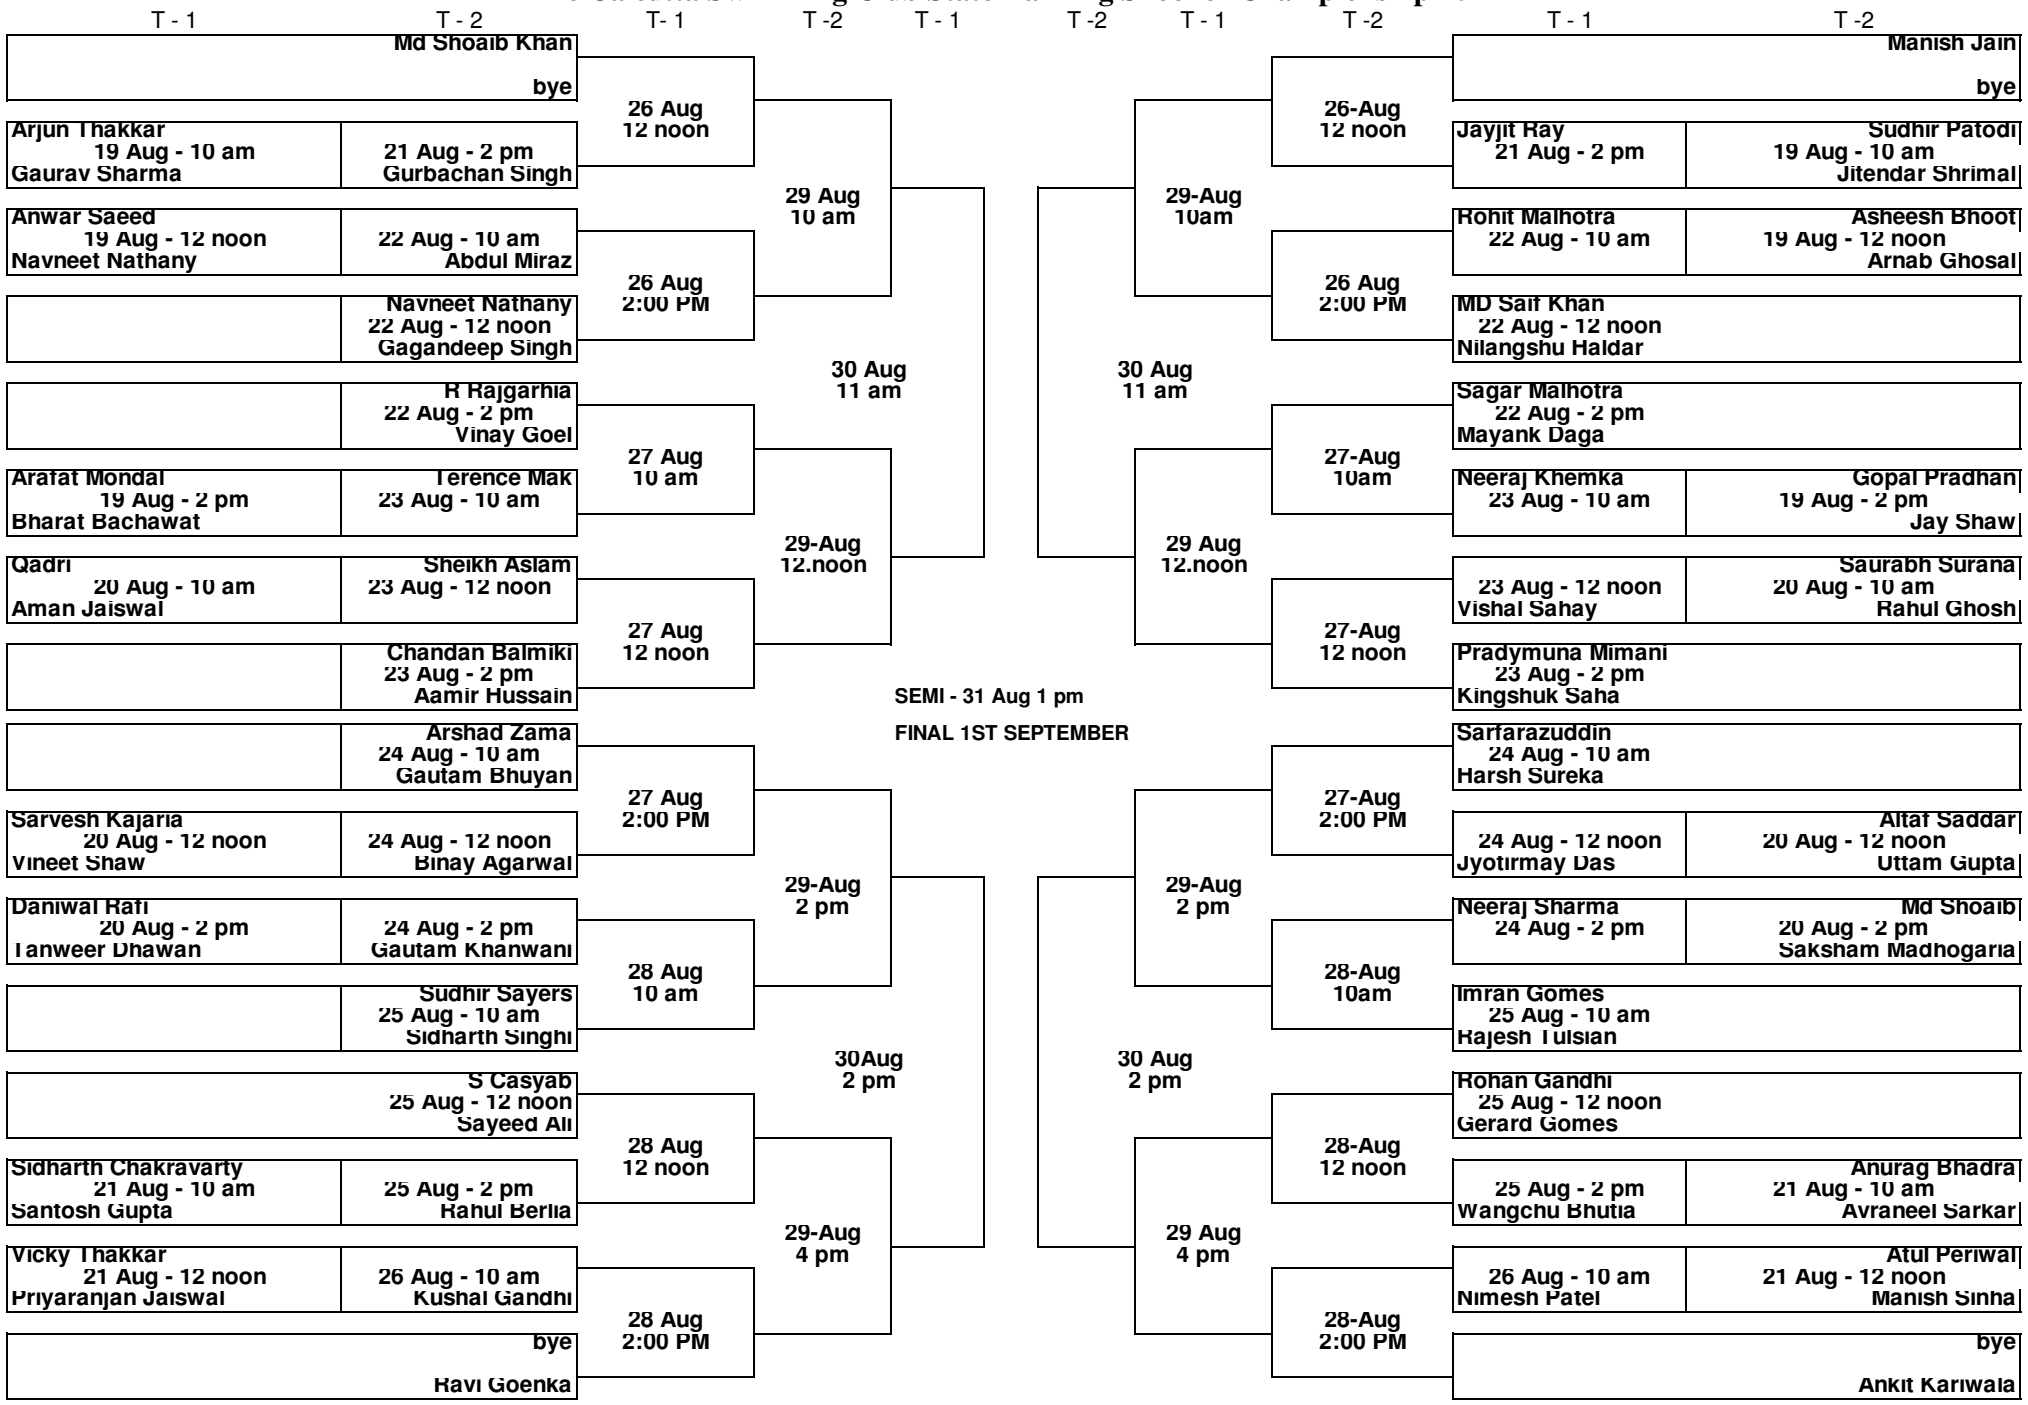 T - 1 T - 2 T- 1 T -2 T - 1 T -2 T - 1 T -2 T - 1 T -2
Md Shoaib Khan
bye
Arjun Thakkar
19 Aug - 10 am 21 Aug - 2 pm
Gaurav Sharma Gurbachan Singh
Anwar Saeed
19 Aug - 12 noon 22 Aug - 10 am
Navneet Nathany Abdul Miraz
Navneet Nathany
22 Aug - 12 noon
Gagandeep Singh
R Rajgarhia
22 Aug - 2 pm
Vinay Goel
Arafat Mondal Terence Mak
19 Aug - 2 pm 23 Aug - 10 am
Bharat Bachawat
Qadri Sheikh Aslam
20 Aug - 10 am 23 Aug - 12 noon
Aman Jaiswal
Chandan Balmiki
23 Aug - 2 pm
Aamir Hussain
Arshad Zama
24 Aug - 10 am
Gautam Bhuyan
Sarvesh Kajaria
20 Aug - 12 noon 24 Aug - 12 noon
Vineet Shaw Binay Agarwal
Daniwal Rafi
20 Aug - 2 pm 24 Aug - 2 pm
Tanweer Dhawan Gautam Khanwani
Sudhir Sayers
25 Aug - 10 am
Sidharth Singhi
S Casyab
25 Aug - 12 noon
Sayeed Ali
Sidharth Chakravarty
21 Aug - 10 am 25 Aug - 2 pm
Santosh Gupta Rahul Berlia
Vicky Thakkar
21 Aug - 12 noon 26 Aug - 10 am
Priyaranjan Jaiswal Kushal Gandhi
bye
Ravi Goenka
26 Aug
12 noon
26 Aug
2:00 PM
27 Aug
10 am
27 Aug
12 noon
27 Aug
2:00 PM
28 Aug
10 am
28 Aug
12 noon
28 Aug
2:00 PM
29 Aug
10 am
29-Aug
12.noon
29-Aug
2 pm
29-Aug
4 pm
30 Aug
11 am
30Aug
2 pm
SEMI - 31 Aug 1 pm
FINAL 1ST SEPTEMBER
30 Aug
11 am
30 Aug
2 pm
29-Aug
10am
29 Aug
12.noon
29-Aug
2 pm
29 Aug
4 pm
26-Aug
12 noon
26 Aug
2:00 PM
27-Aug
10am
27-Aug
12 noon
27-Aug
2:00 PM
28-Aug
10am
28-Aug
12 noon
28-Aug
2:00 PM
Manish Jain
bye
Jayjit Ray Sudhir Patodi
21 Aug - 2 pm 19 Aug - 10 am
Jitendar Shrimal
Rohit Malhotra Asheesh Bhoot
22 Aug - 10 am 19 Aug - 12 noon
Arnab Ghosal
MD Saif Khan
22 Aug - 12 noon
Nilangshu Haldar
Sagar Malhotra
22 Aug - 2 pm
Mayank Daga
Neeraj Khemka Gopal Pradhan
23 Aug - 10 am 19 Aug - 2 pm
Jay Shaw
Saurabh Surana
23 Aug - 12 noon 20 Aug - 10 am
Vishal Sahay Rahul Ghosh
Pradymuna Mimani
23 Aug - 2 pm
Kingshuk Saha
Sarfarazuddin
24 Aug - 10 am
Harsh Sureka
Altaf Saddar
24 Aug - 12 noon 20 Aug - 12 noon
Jyotirmay Das Uttam Gupta
Neeraj Sharma Md Shoaib
24 Aug - 2 pm 20 Aug - 2 pm
Saksham Madhogaria
Imran Gomes
25 Aug - 10 am
Rajesh Tulsian
Rohan Gandhi
25 Aug - 12 noon
Gerard Gomes
Anurag Bhadra
25 Aug - 2 pm 21 Aug - 10 am
Wangchu Bhutia Avraneel Sarkar
Atul Periwal
26 Aug - 10 am 21 Aug - 12 noon
Nimesh Patel Manish Sinha
bye
Ankit Kariwala